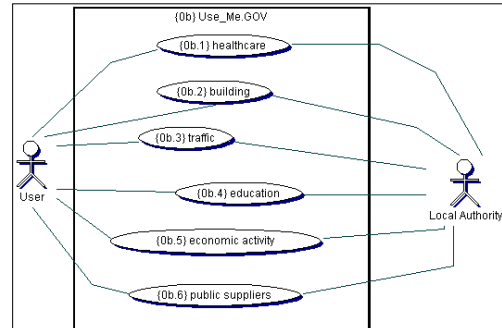 {0b} Use_Me.GOV
{0b.1} healthcare
{0b.2} building
{0b.3} traffic
{0b.4} education
User
Local Authority
{0b.5} economic activity
{0b.6} public suppliers